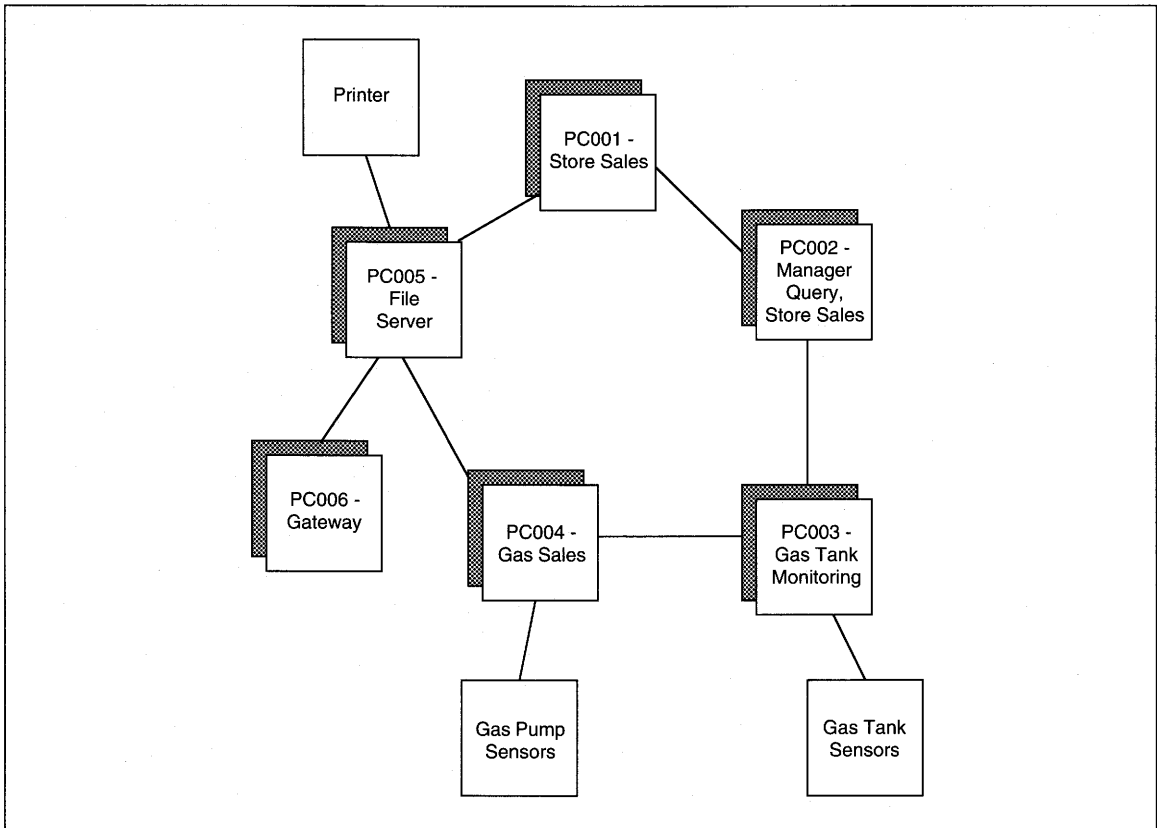 Printer
PC001 -
Store Sales
PC002 -
Manager
Query,
Store Sales
PC005 -
File
Server
PC006 -
Gateway
PC004 -
Gas Sales
PC003 -
Gas Tank
Monitoring
Gas Pump
Sensors
Gas Tank
Sensors